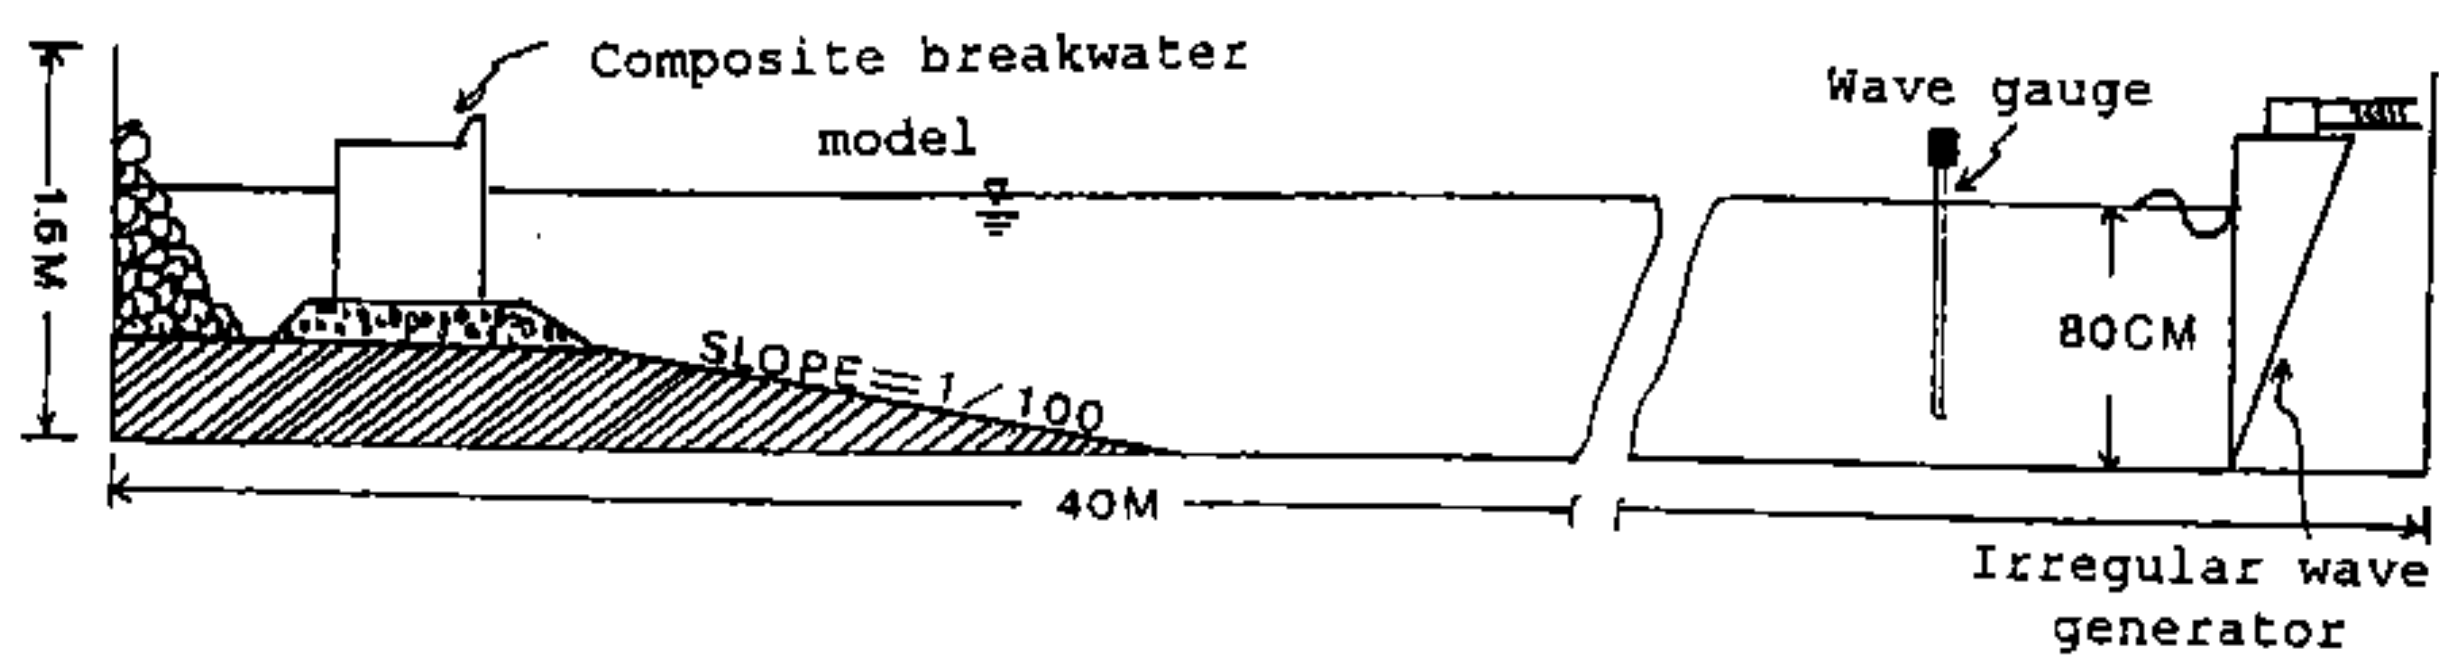 Composite breakwater
model
Wave gauge
1.6M
80CM
SLOPE=1/100
40M
Irregular wave
generator